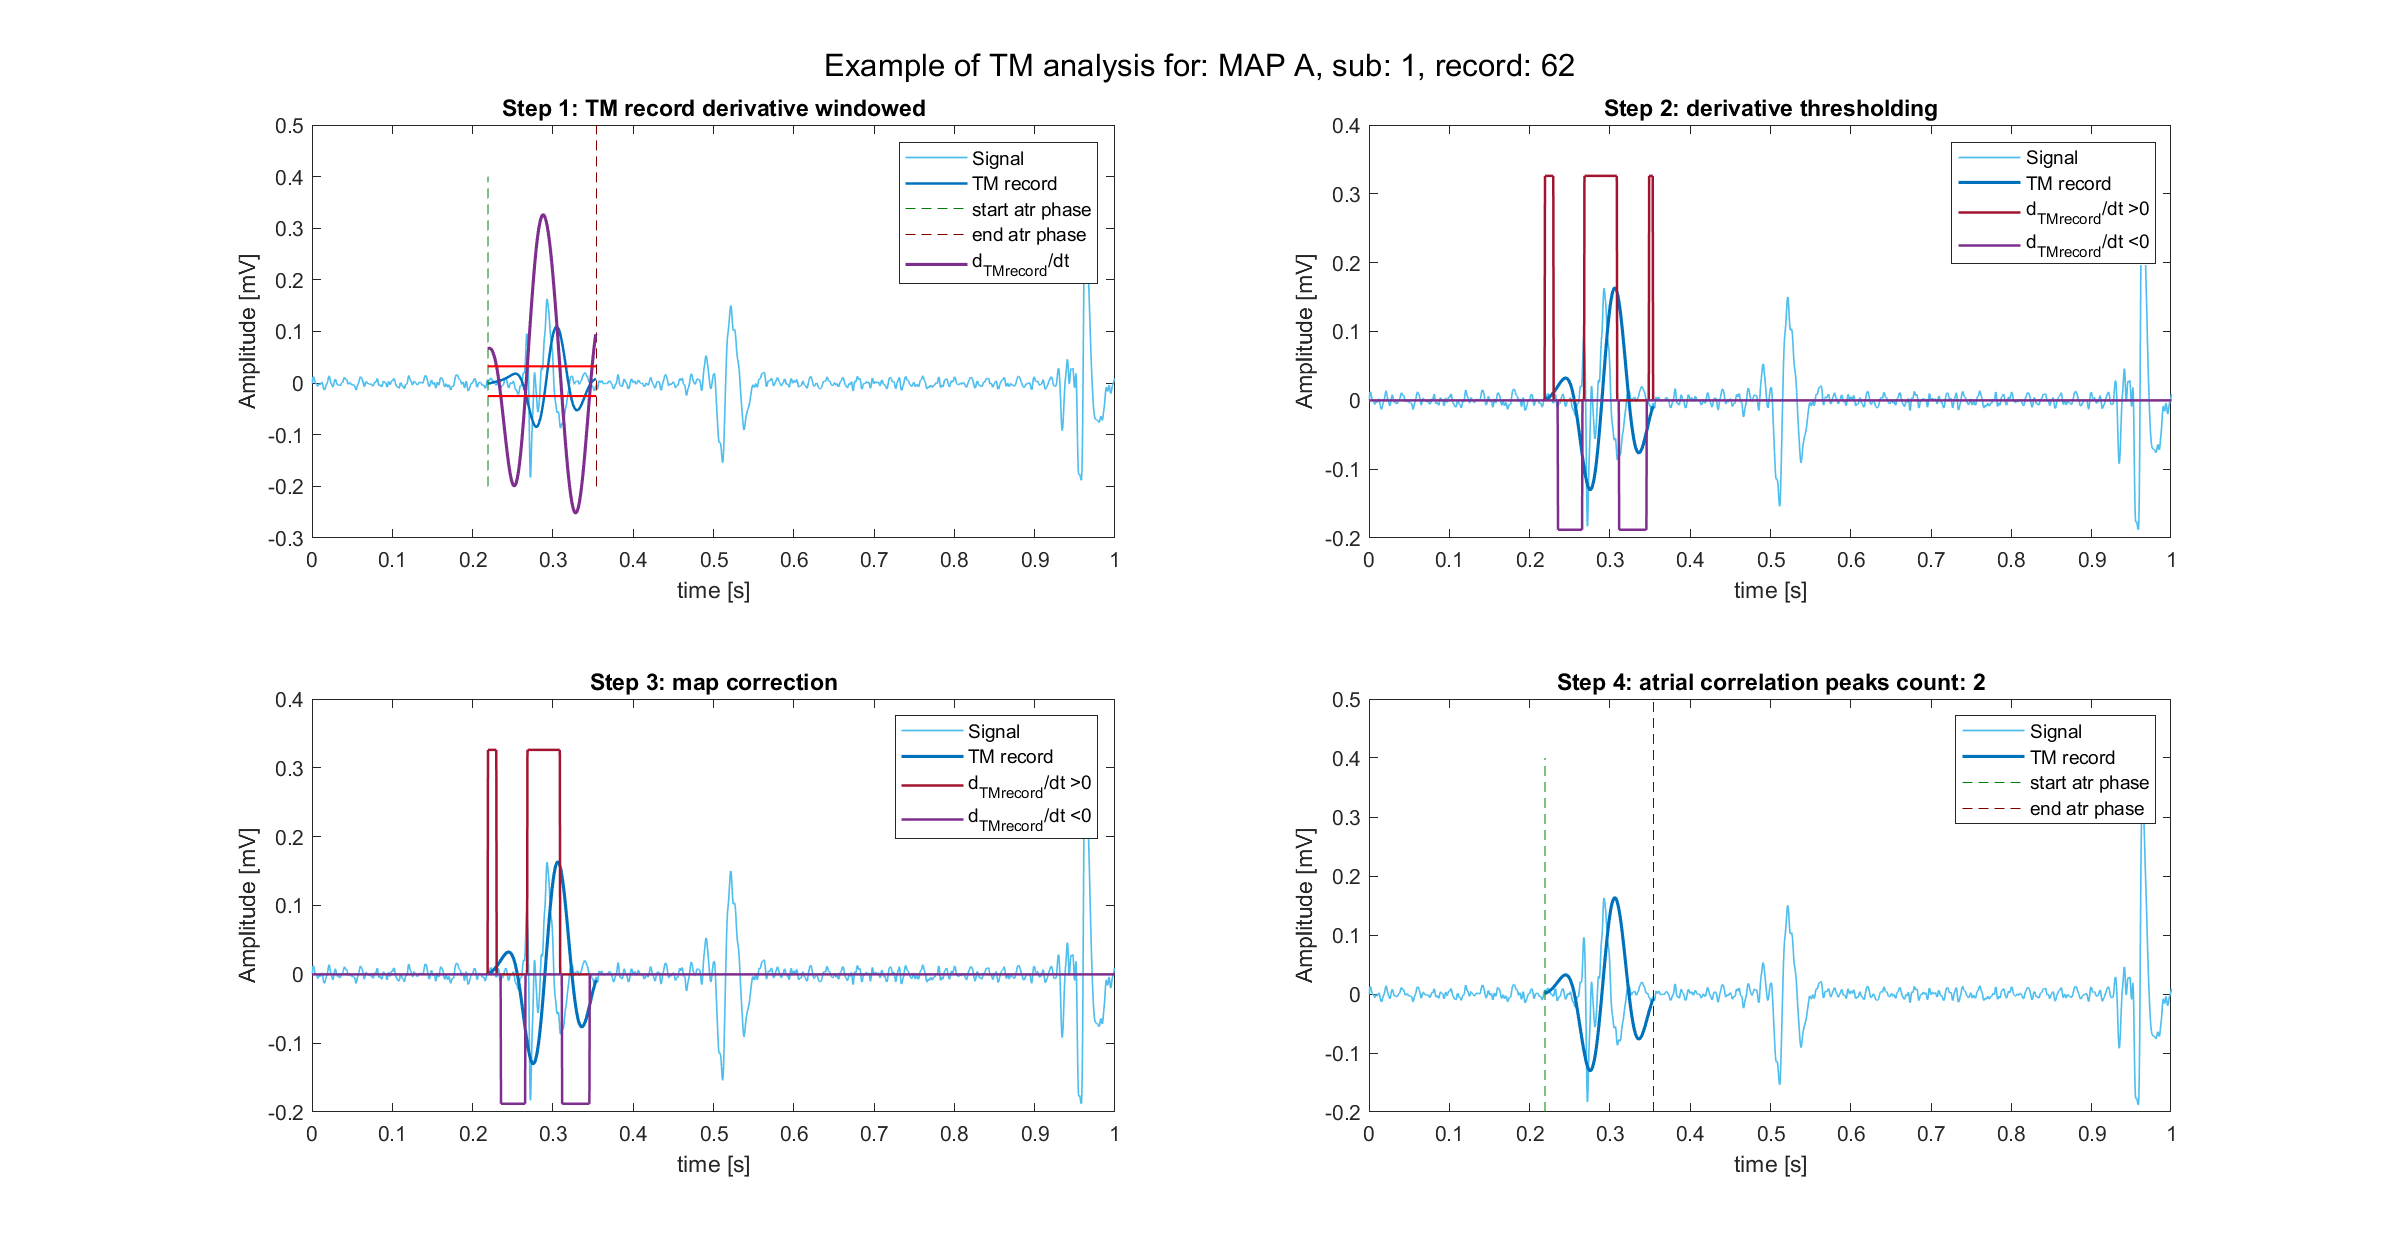 Example of TM analysis for: MAP A, sub: 1, record: 62
Step 1: TM record derivative windowed
0.5
0.4
0.3
0.2
0.1
0
-0.1
-0.2
-0.3
Amplitude [mV]
Signal
TM record
start atr phase
end atr phase
dTMrecord/dt
0 0.1 0.2 0.3 0.4 0.5 0.6 0.7 0.8 0.9 1
time [s]
Step 2: derivative thresholding
0.4
0.3
0.2
0.1
0
-0.1
-0.2
Amplitude [mV]
Signal
TM record
dTMrecord/dt >0
dTMrecord/dt <0
0 0.1 0.2 0.3 0.4 0.5 0.6 0.7 0.8 0.9 1
time [s]
Step 3: map correction
0.4
0.3
0.2
0.1
0
-0.1
-0.2
Amplitude [mV]
Signal
TM record
dTMrecord/dt >0
dTMrecord/dt <0
0 0.1 0.2 0.3 0.4 0.5 0.6 0.7 0.8 0.9 1
time [s]
Step 4: atrial correlation peaks count: 2
0.5
0.4
0.3
0.2
0.1
0
-0.1
-0.2
Amplitude [mV]
Signal
TM record
start atr phase
end atr phase
0 0.1 0.2 0.3 0.4 0.5 0.6 0.7 0.8 0.9 1
time [s]